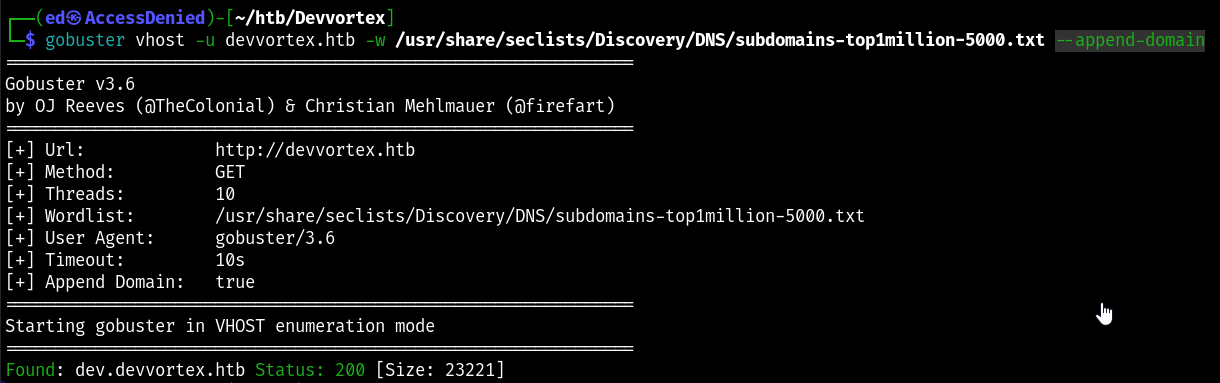 ┌──(ed㉿AccessDenied)-[~/htb/Devvortex]
└─$ gobuster vhost -u devvortex.htb -w /usr/share/seclists/Discovery/DNS/subdomains-top1million-5000.txt --append-domain
===============================================================
Gobuster v3.6
by OJ Reeves (@TheColonial) & Christian Mehlmauer (@firefart)
===============================================================
[+] Url:             http://devvortex.htb
[+] Method:          GET
[+] Threads:         10
[+] Wordlist:        /usr/share/seclists/Discovery/DNS/subdomains-top1million-5000.txt
[+] User Agent:      gobuster/3.6
[+] Timeout:         10s
[+] Append Domain:   true
===============================================================
Starting gobuster in VHOST enumeration mode
===============================================================
Found: dev.devvortex.htb Status: 200 [Size: 23221]